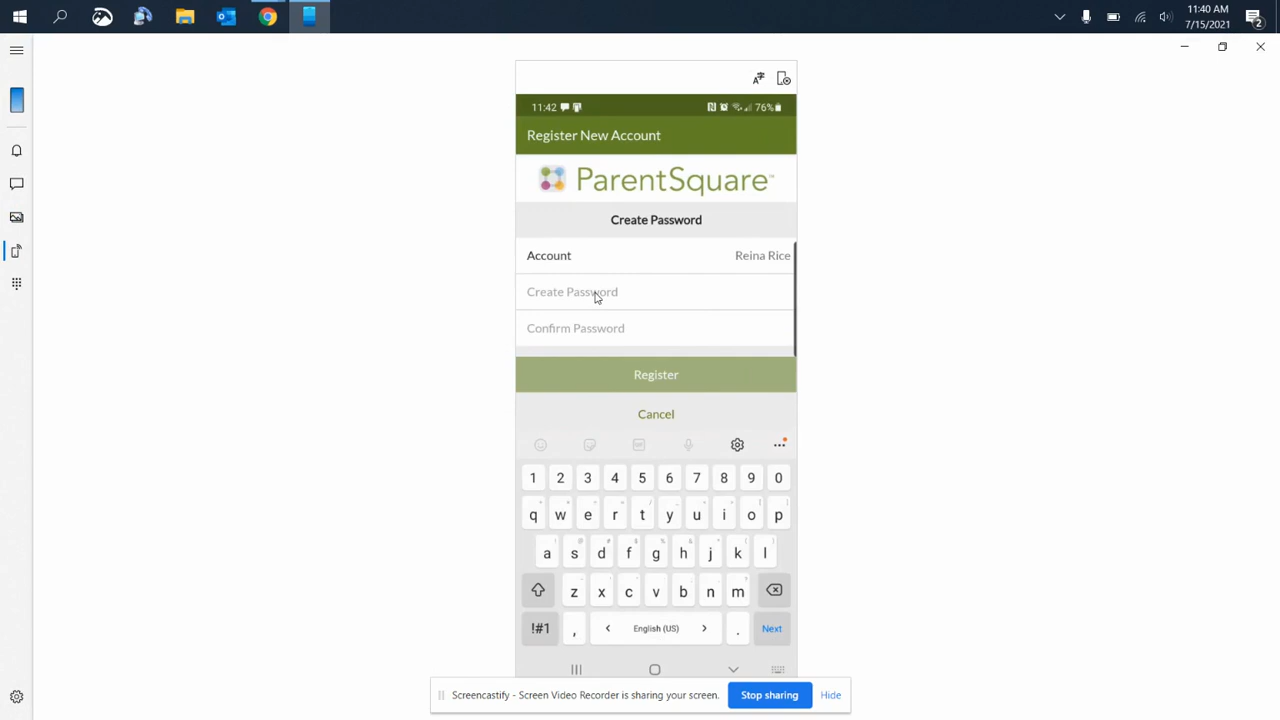 11:40 AM
7/15/2021
2
11:42 76%
Register New Account
ParentSquare™
Create Password
Account Reina Rice
Create Password
Confirm Password
Register
Cancel
1 2 3 4 5 6 7 8 9 0
q w e r t y u i o p
a s d f g h j k l
z x c v b n m
!#1 , < English (US) > . Next
Screencastify - Screen Video Recorder is sharing your screen. Stop sharing Hide